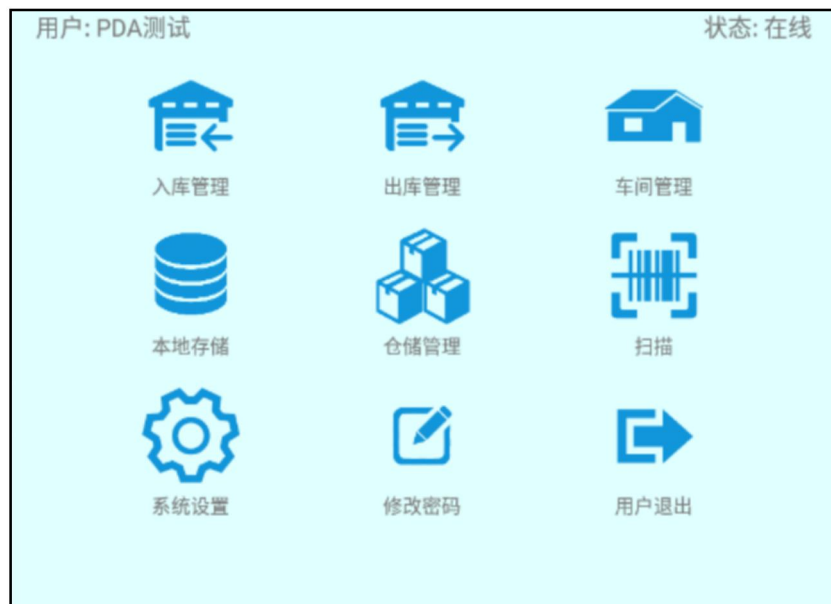 用户: PDA测试 状态: 在线
入库管理 出库管理 车间管理
本地存储 仓储管理 扫描
系统设置 修改密码 用户退出